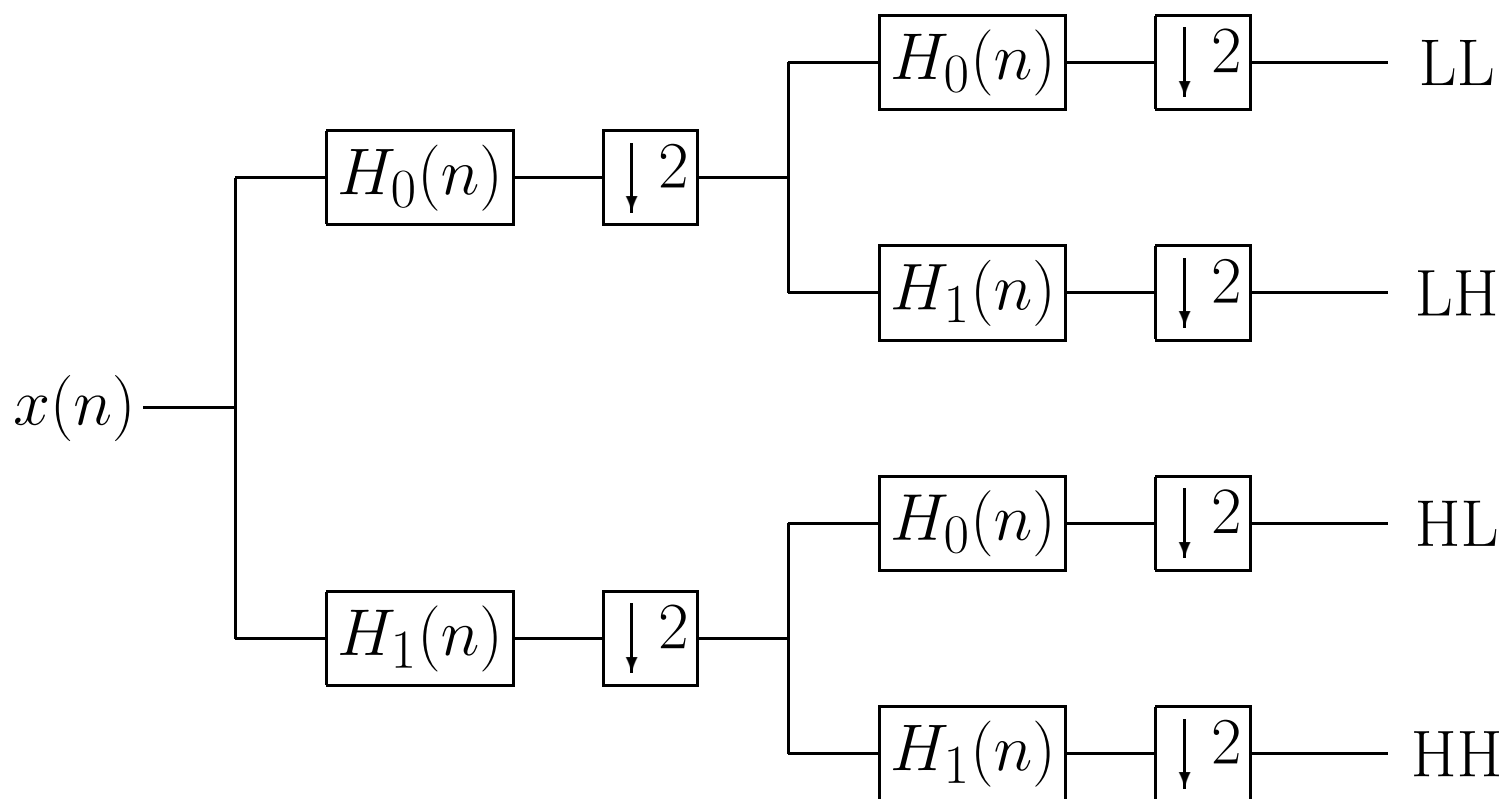 H₀(n) ↓ 2 LL
H₀(n) ↓ 2
H₁(n) ↓ 2 LH
x(n)
H₀(n) ↓ 2 HL
H₁(n) ↓ 2
H₁(n) ↓ 2 HH